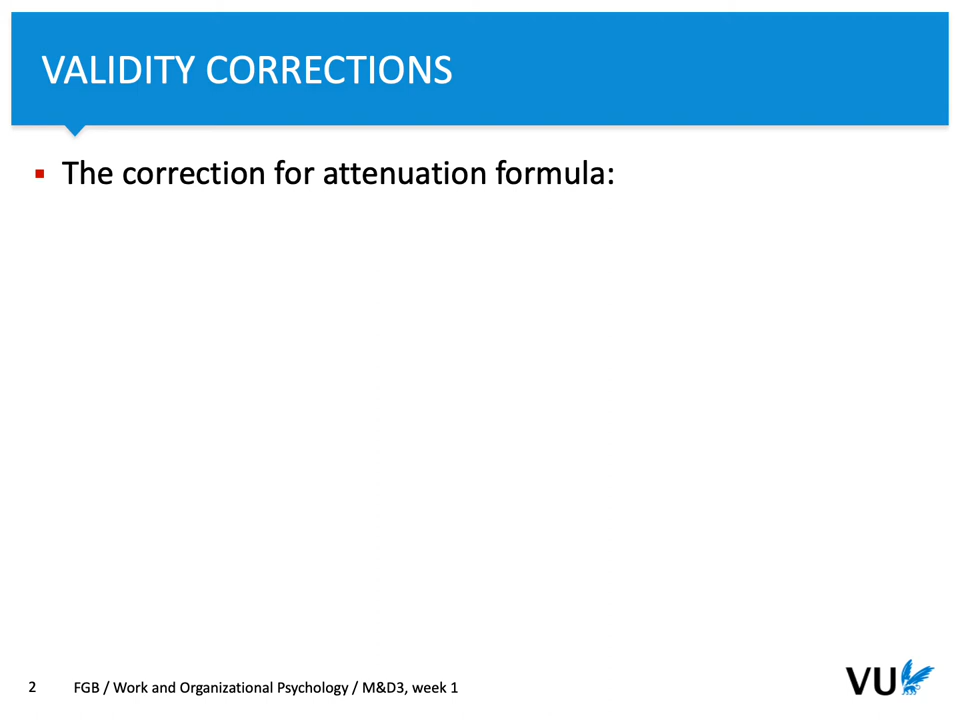 VALIDITY CORRECTIONS
▪ The correction for attenuation formula:
2 FGB / Work and Organizational Psychology / M&D3, week 1
VU